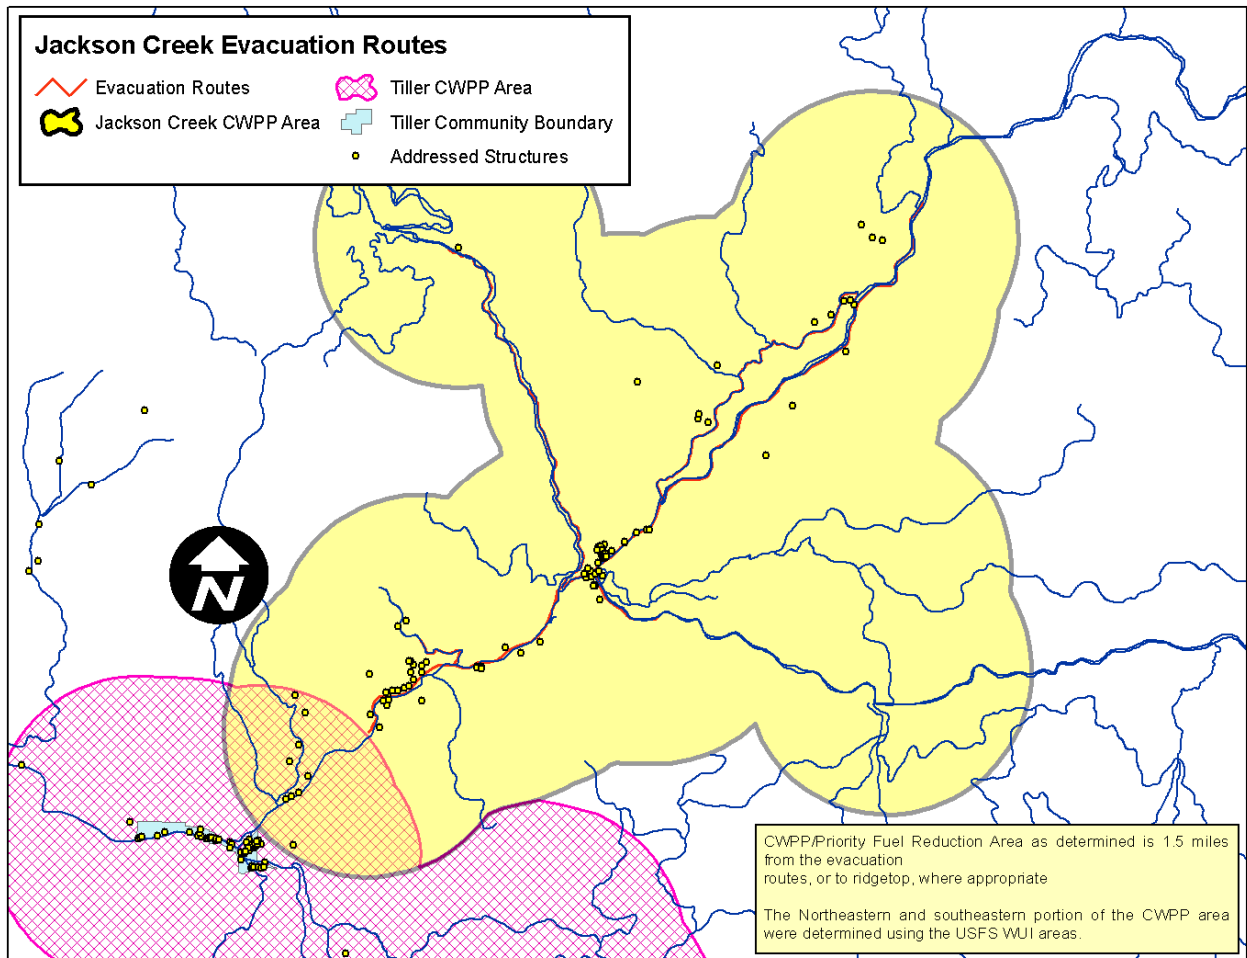 Jackson Creek Evacuation Routes
Evacuation Routes
Tiller CWPP Area
Jackson Creek CWPP Area
Tiller Community Boundary
Addressed Structures
N
CWPP/Priority Fuel Reduction Area as determined is 1.5 miles
from the evacuation
routes, or to ridgetop, where appropriate
The Northeastern and southeastern portion of the CWPP area
were determined using the USFS WUI areas.